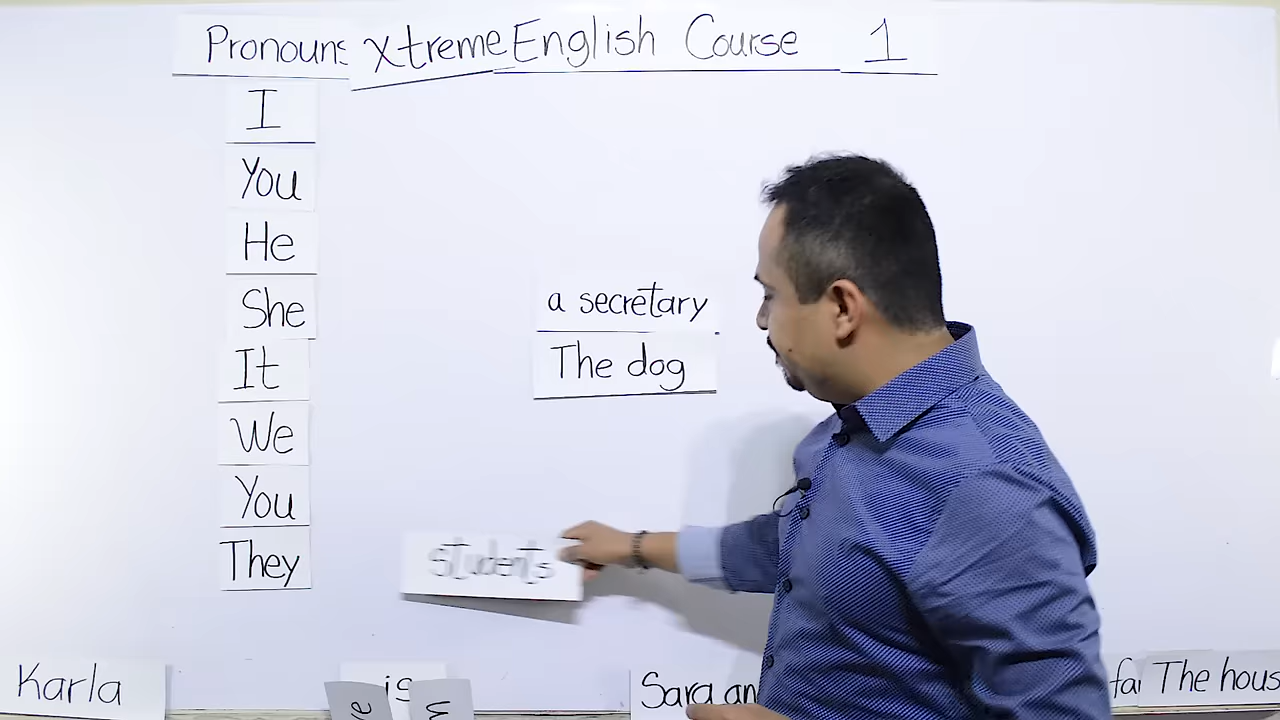 Pronouns Xtreme English Course 1
I
You
He
She
It
We
You
They
a secretary
The dog
students
Karla
is
Sara an
The hous